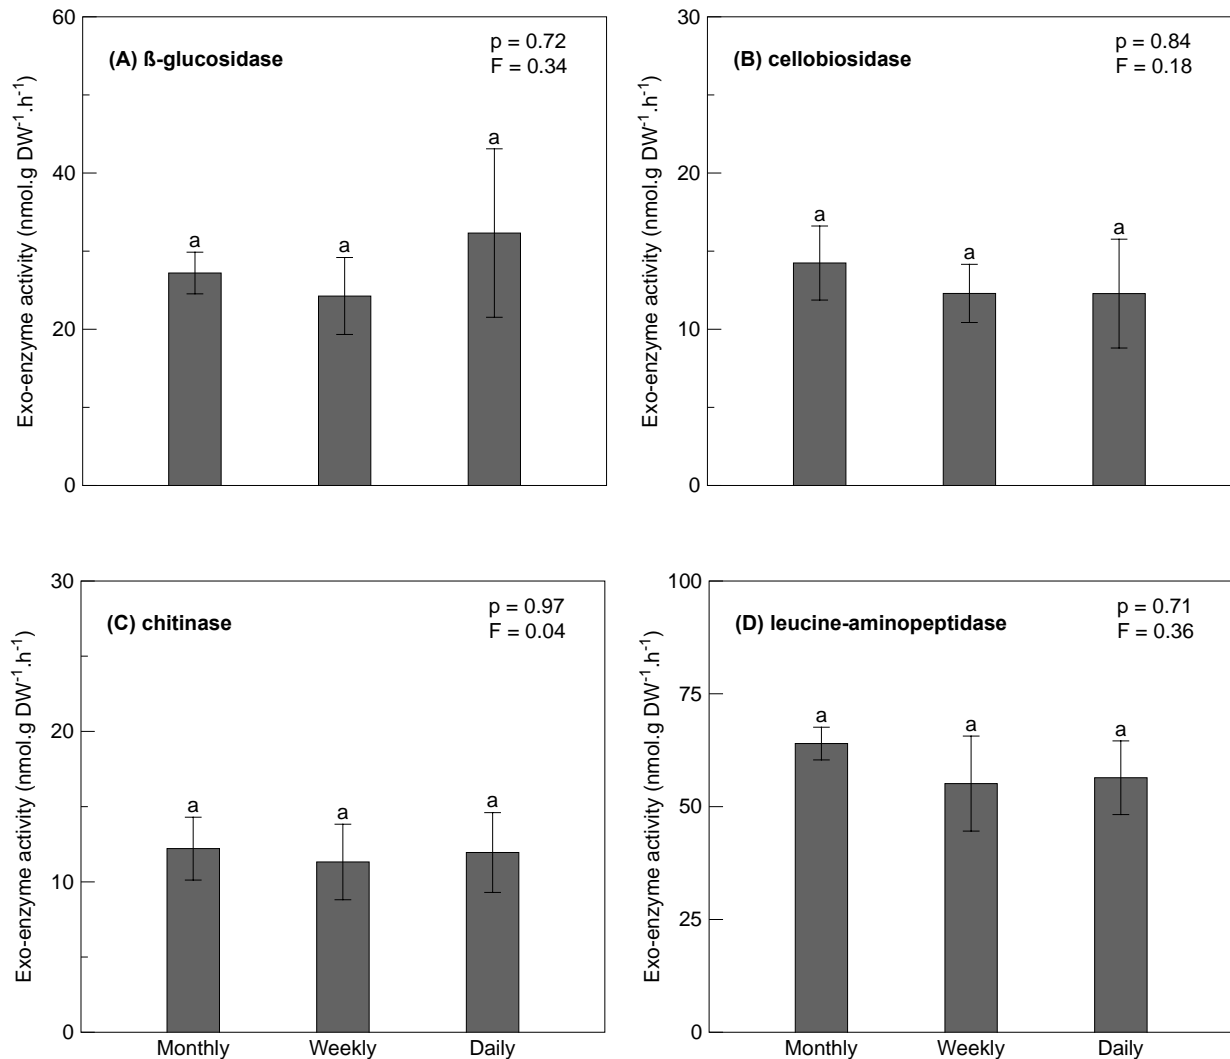 (A) ß-glucosidase
p = 0.72
F = 0.34
Exo-enzyme activity (nmol.g DW⁻¹.h⁻¹)
60
40
20
0
a
a
a
(B) cellobiosidase
p = 0.84
F = 0.18
Exo-enzyme activity (nmol.g DW⁻¹.h⁻¹)
30
20
10
0
a
a
a
(C) chitinase
p = 0.97
F = 0.04
Exo-enzyme activity (nmol.g DW⁻¹.h⁻¹)
30
20
10
0
a
a
a
Monthly Weekly Daily
(D) leucine-aminopeptidase
p = 0.71
F = 0.36
Exo-enzyme activity (nmol.g DW⁻¹.h⁻¹)
100
75
50
25
0
a
a
a
Monthly Weekly Daily